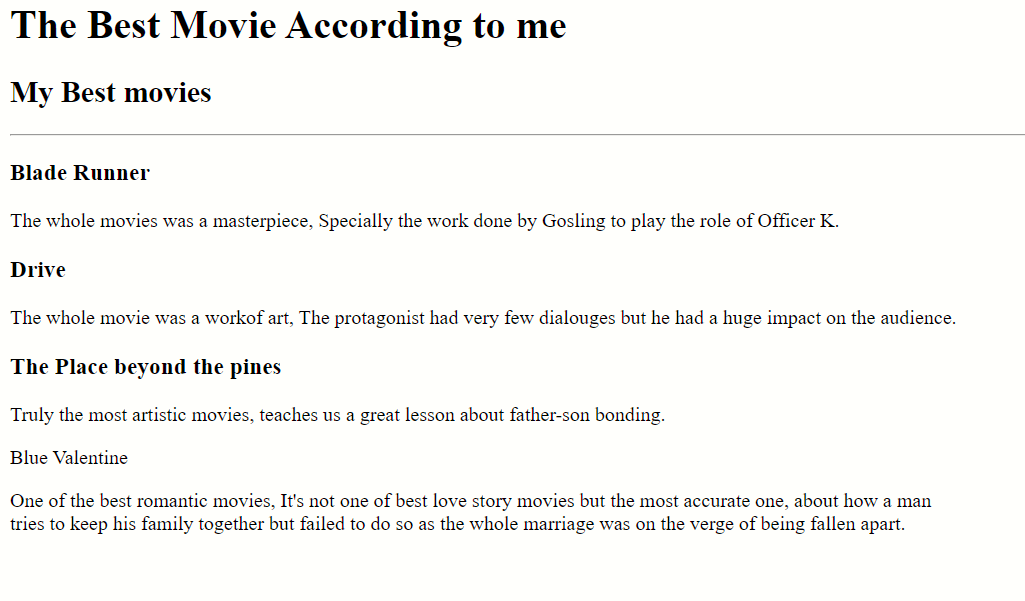 The Best Movie According to me
My Best movies
Blade Runner
The whole movies was a masterpiece, Specially the work done by Gosling to play the role of Officer K.
Drive
The whole movie was a workof art, The protagonist had very few dialouges but he had a huge impact on the audience.
The Place beyond the pines
Truly the most artistic movies, teaches us a great lesson about father-son bonding.
Blue Valentine
One of the best romantic movies, It's not one of best love story movies but the most accurate one, about how a man
tries to keep his family together but failed to do so as the whole marriage was on the verge of being fallen apart.